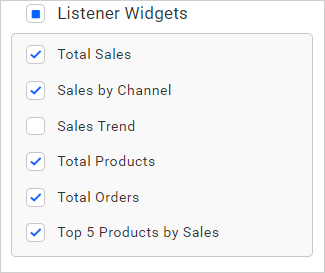 Listener Widgets
Total Sales
Sales by Channel
Sales Trend
Total Products
Total Orders
Top 5 Products by Sales